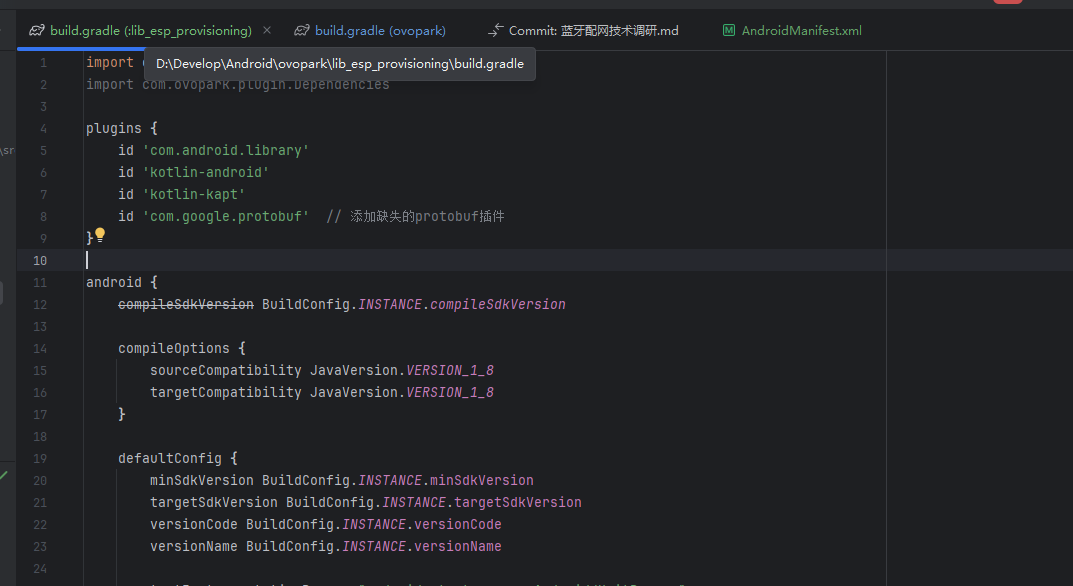 build.gradle (:lib_esp_provisioning)
build.gradle (ovopark)
Commit: 蓝牙配网技术调研.md
M AndroidManifest.xml
D:\Develop\Android\ovopark\lib_esp_provisioning\build.gradle
1 import
2 import com.ovopark.plugin.Dependencies
3
4 plugins {
\sr
5 id 'com.android.library'
6 id 'kotlin-android'
7 id 'kotlin-kapt'
8 id 'com.google.protobuf' // 添加缺失的protobuf插件
9 }
10
11 android {
12 compileSdkVersion BuildConfig.INSTANCE.compileSdkVersion
13
14 compileOptions {
15 sourceCompatibility JavaVersion.VERSION_1_8
16 targetCompatibility JavaVersion.VERSION_1_8
17 }
18
19 defaultConfig {
20 minSdkVersion BuildConfig.INSTANCE.minSdkVersion
21 targetSdkVersion BuildConfig.INSTANCE.targetSdkVersion
22 versionCode BuildConfig.INSTANCE.versionCode
23 versionName BuildConfig.INSTANCE.versionName
24